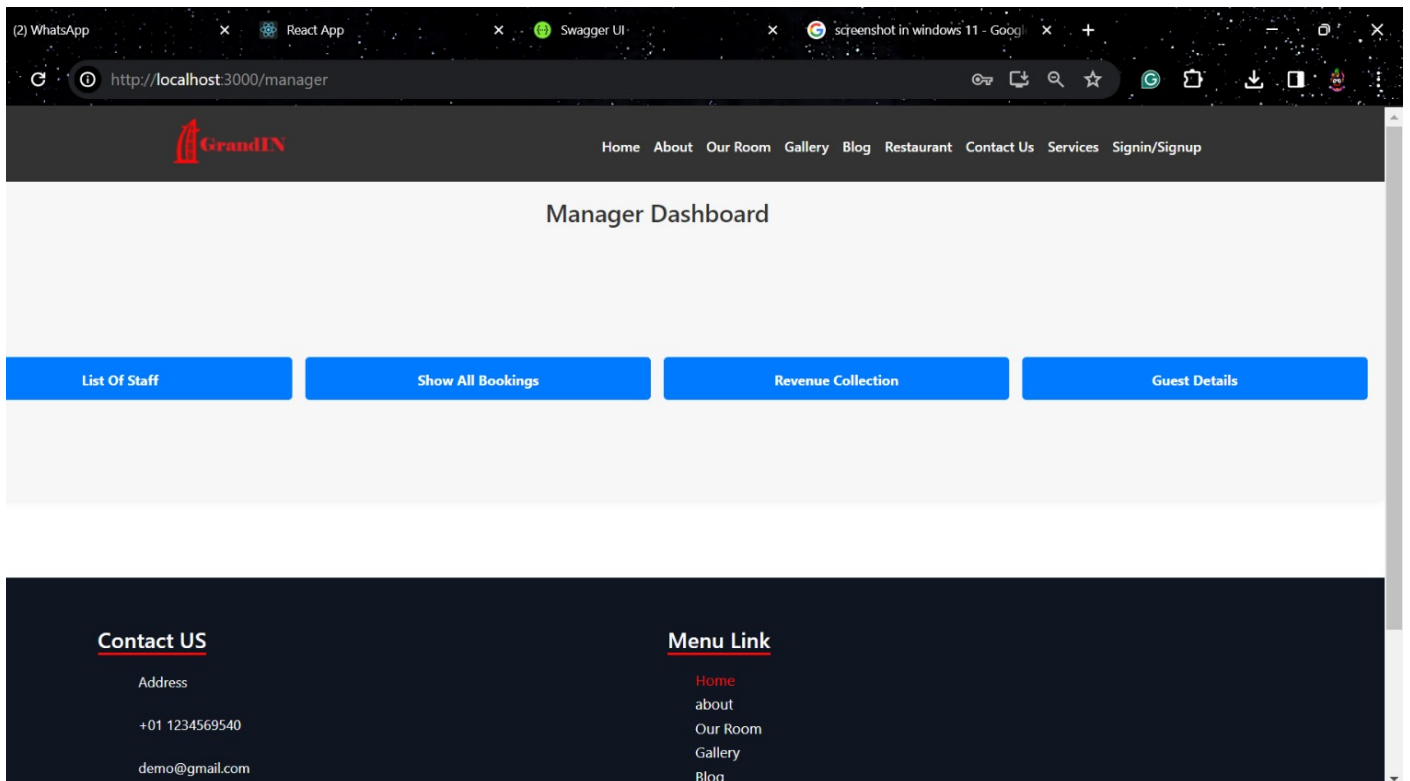 (2) WhatsApp React App Swagger UI screenshot in windows 11 - Googl
http://localhost:3000/manager
GrandIN
Home About Our Room Gallery Blog Restaurant Contact Us Services Signin/Signup
Manager Dashboard
List Of Staff Show All Bookings Revenue Collection Guest Details
Contact US
Address
+01 1234569540
demo@gmail.com
Menu Link
Home
about
Our Room
Gallery
Blog